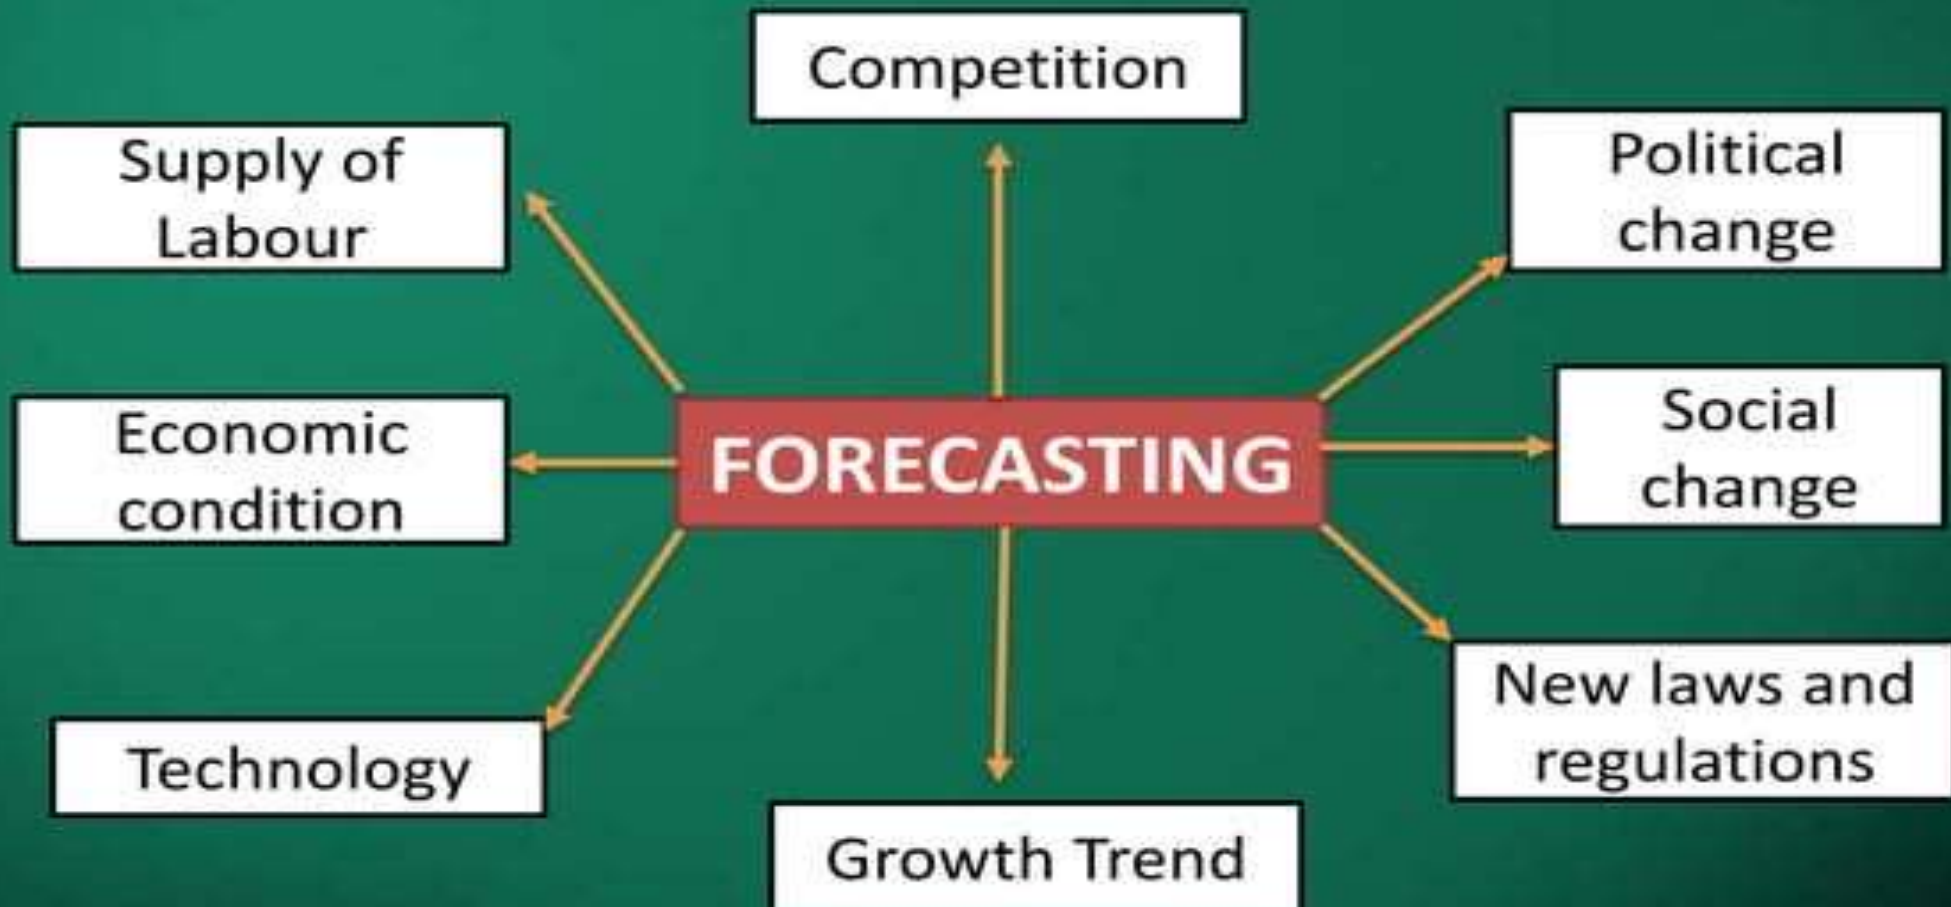 Competition
Supply of
Labour
Political
change
Economic
condition
FORECASTING
Social
change
Technology
New laws and
regulations
Growth Trend